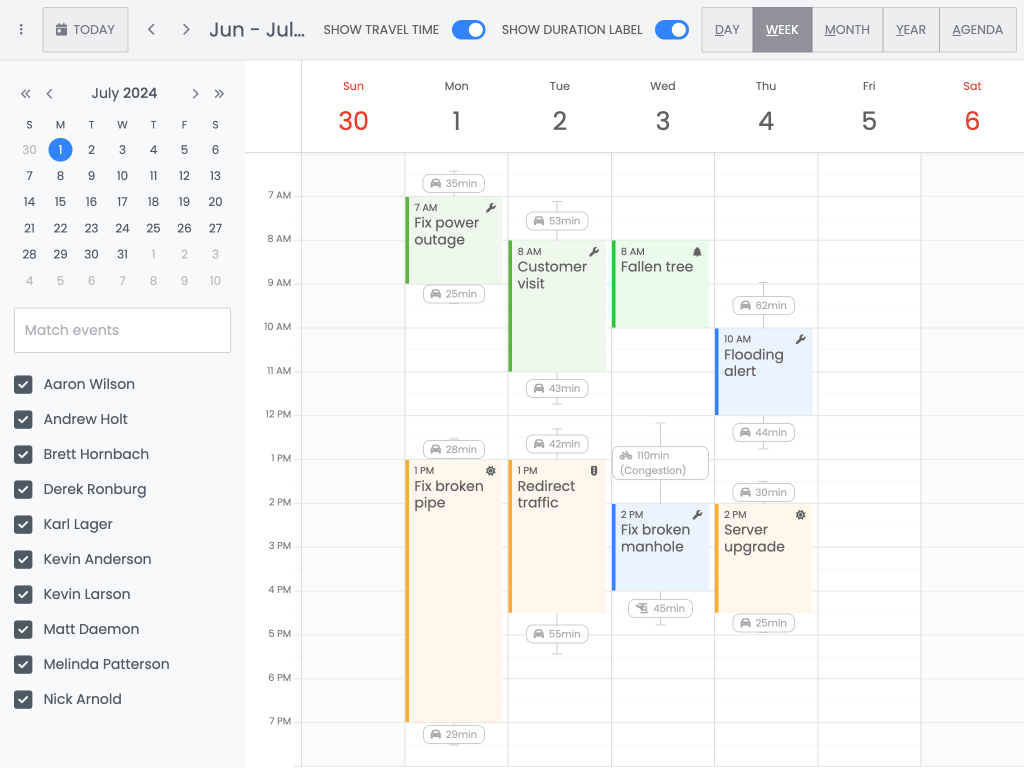 TODAY
Jun - Jul...
SHOW TRAVEL TIME
SHOW DURATION LABEL
DAY
WEEK
MONTH
YEAR
AGENDA
July 2024
S M T W T F S
30 1 2 3 4 5 6
7 8 9 10 11 12 13
14 15 16 17 18 19 20
21 22 23 24 25 26 27
28 29 30 31 1 2 3
4 5 6 7 8 9 10
Match events
Aaron Wilson
Andrew Holt
Brett Hornbach
Derek Ronburg
Karl Lager
Kevin Anderson
Kevin Larson
Matt Daemon
Melinda Patterson
Nick Arnold
Sun
30
Mon
1
Tue
2
Wed
3
Thu
4
Fri
5
Sat
6
7 AM
8 AM
9 AM
10 AM
11 AM
12 PM
1 PM
2 PM
3 PM
4 PM
5 PM
6 PM
7 PM
35min
7 AM
Fix power
outage
25min
28min
1 PM
Fix broken
pipe
29min
53min
8 AM
Customer
visit
43min
42min
1 PM
Redirect
traffic
55min
8 AM
Fallen tree
110min
(Congestion)
2 PM
Fix broken
manhole
45min
62min
10 AM
Flooding
alert
44min
30min
2 PM
Server
upgrade
25min